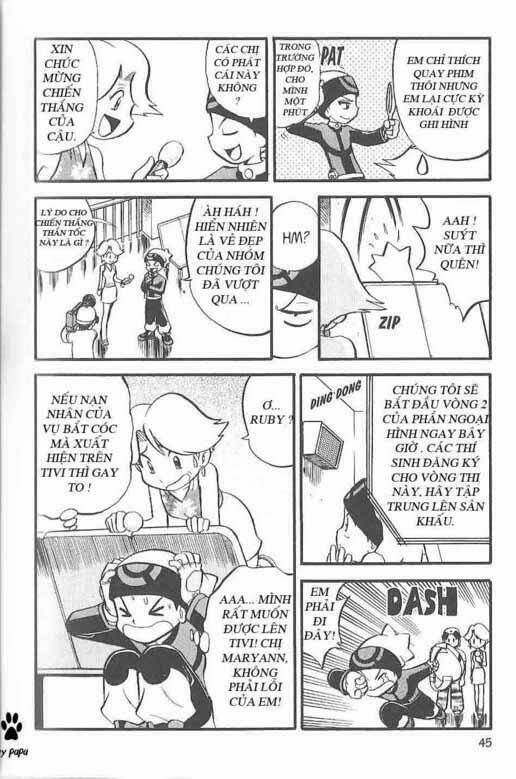 XIN
CHÚC
MỪNG
CHIẾN
THẮNG
CỦA
CẬU.
CÁC CHỊ
CÓ PHÁT
CÁI NÀY
KHÔNG
?
TRONG
TRƯƠNG
HỢP ĐÓ,
CHO
MÌNH
MỘT
PHÚT.
PAT
EM CHỈ THÍCH
QUAY PHIM
THÔI NHƯNG
EM LẠI CỰC KỲ
KHOÁI ĐƯỢC
GHI HÌNH
LÝ DO CHO
CHIẾN THẮNG
THẦN TỐC
NÀY LÀ GÌ ?
ÀH HÁH !
HIỂN NHIÊN
LÀ VẺ ĐẸP
CỦA NHÓM
CHÚNG TÔI
ĐÃ VƯỢT
QUA ...
HM?
AAH !
SUÝT
NỮA THÌ
QUÊN!
ZIP
NẾU NẠN
NHÂN CỦA
VỤ BẮT CÓC
MÀ XUẤT
HIỆN TRÊN
TIVI THÌ GAY
TO !
Ơ...
RUBY ?
AAA... MÌNH
RẤT MUỐN
ĐƯỢC LÊN
TIVI! CHỊ
MARYANN,
KHÔNG
PHẢI LỖI
CỦA EM!
DING DONG
CHÚNG TÔI SẼ
BẮT ĐẦU VÒNG 2
CỦA PHẦN NGOẠI
HÌNH NGAY BÂY
GIỜ . CÁC THÍ
SINH ĐĂNG KÝ
CHO VÒNG THI
NÀY, HÃY TẬP
TRUNG LÊN SÂN
KHẤU.
EM
PHẢI
ĐI
ĐÂY!
DASH
45
by papa